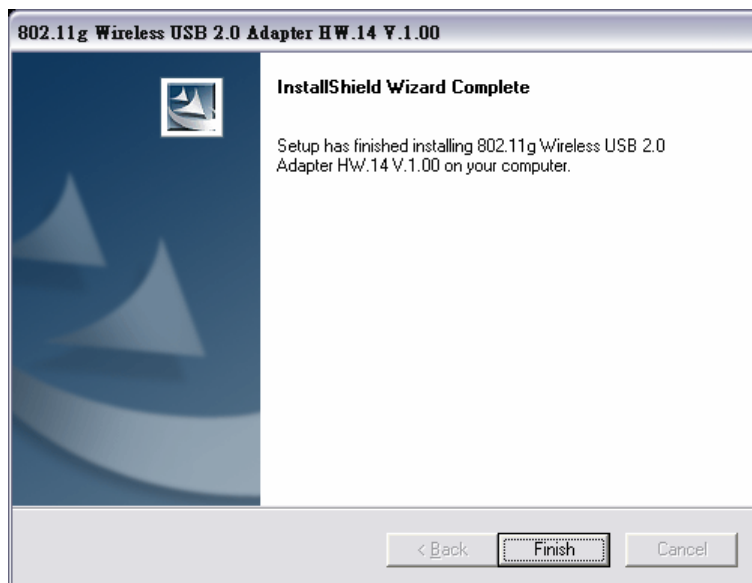 802.11g Wireless USB 2.0 Adapter HW.14 V.1.00
InstallShield Wizard Complete
Setup has finished installing 802.11g Wireless USB 2.0
Adapter HW.14 V.1.00 on your computer.
< Back
Finish
Cancel